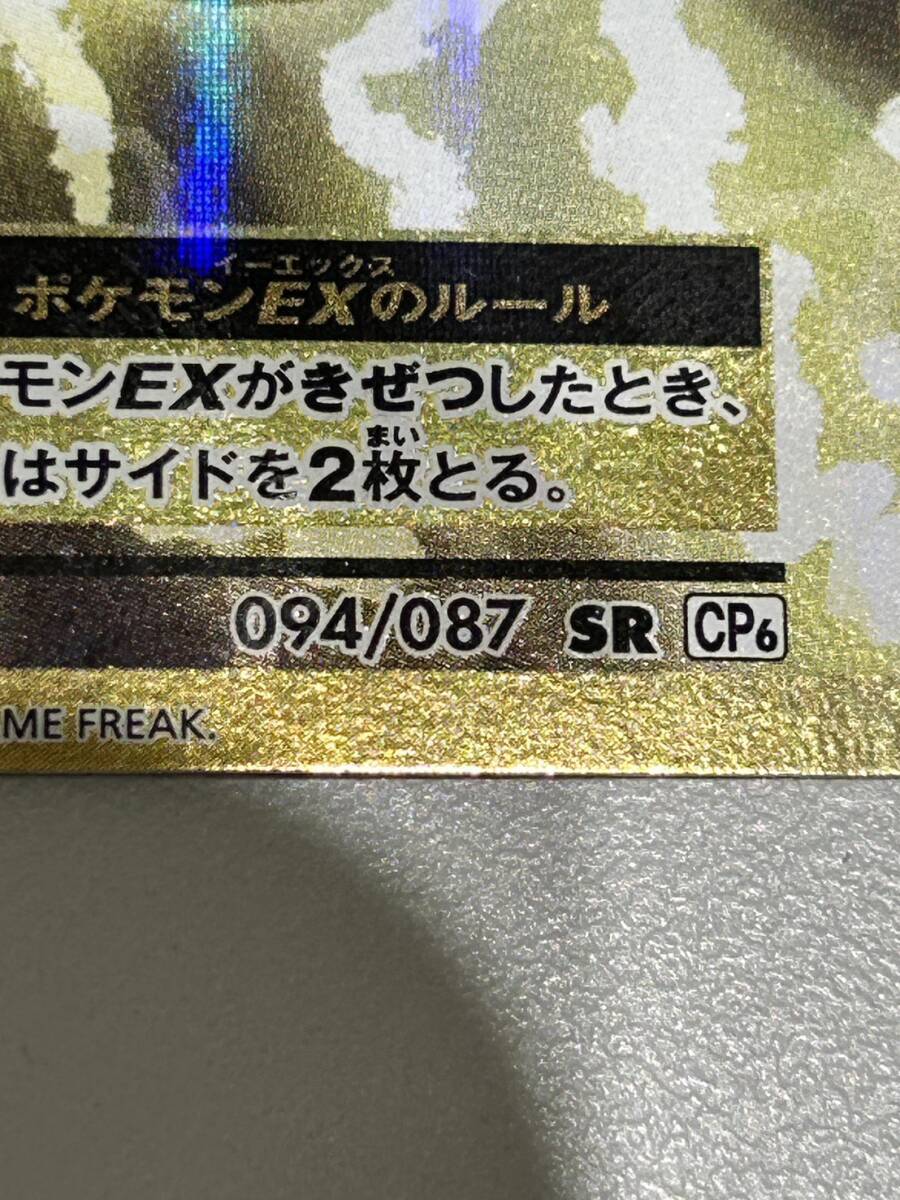 イーエックス
ポケモンEXのルール
モンEXがきぜつしたとき、
まい
はサイドを2枚とる。
094/087 SR CP6
ME FREAK.